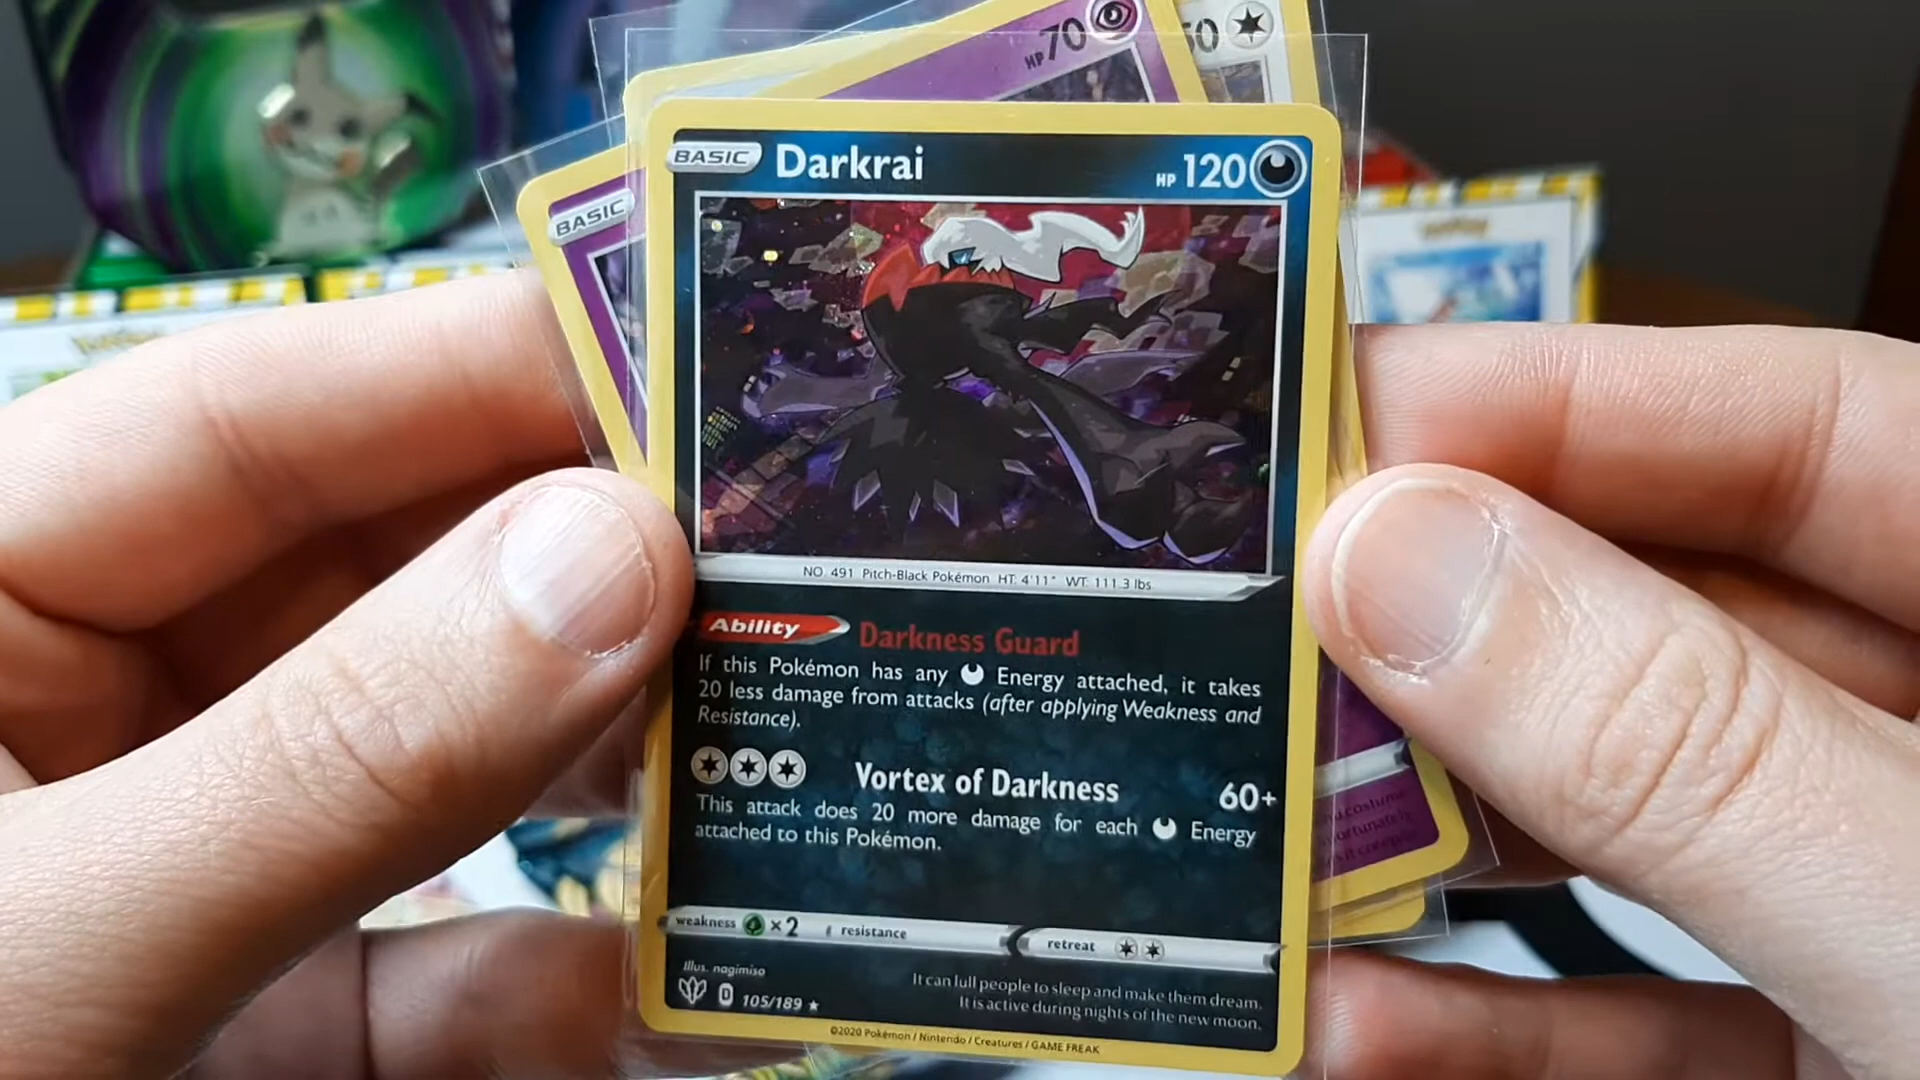 HP 70
50
BASIC
BASIC Darkrai HP 120
NO. 491 Pitch-Black Pokémon HT: 4'11" WT: 111.3 lbs
Ability Darkness Guard
If this Pokémon has any Energy attached, it takes
20 less damage from attacks (after applying Weakness and
Resistance).
Vortex of Darkness 60+
This attack does 20 more damage for each Energy
attached to this Pokémon.
weakness ×2 resistance retreat
Illus. nagimiso
D 105/189
It can lull people to sleep and make them dream.
It is active during nights of the new moon.
©2020 Pokémon / Nintendo / Creatures / GAME FREAK
costume